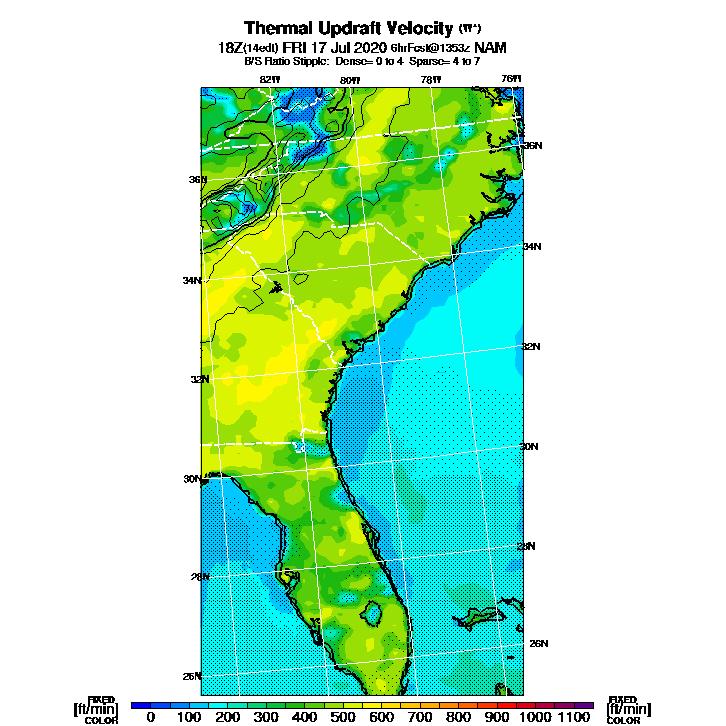 Thermal Updraft Velocity (W*)
18Z(14edt) FRI 17 Jul 2020 6hrFcst@1353z NAM
B/S Ratio Stipple: Dense= 0 to 4 Sparse= 4 to 7
82W 80W 78W 76W
36N
36N
34N
34N
32N
32N
30N
30N
28N
28N
26N
26N
FIXED FIXED
[ft/min] [ft/min]
COLOR COLOR
0 100 200 300 400 500 600 700 800 900 1000 1100